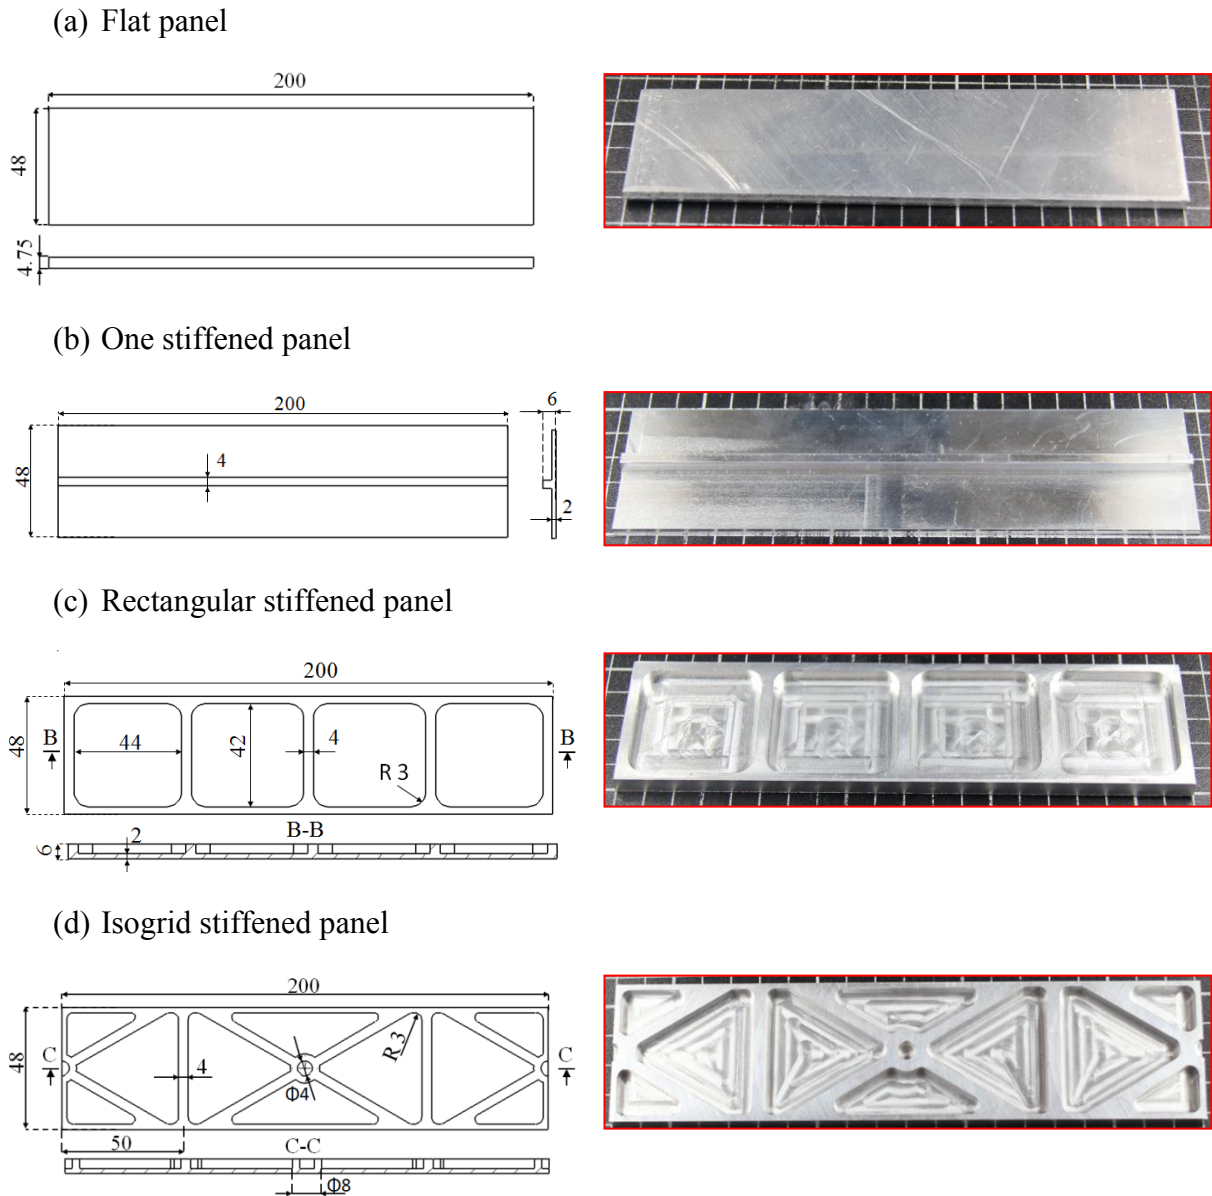 (a) Flat panel
200
48
4.75
(b) One stiffened panel
200
6
4
48
2
(c) Rectangular stiffened panel
200
48
B
44
42
4
B
R 3
B-B
2
6
(d) Isogrid stiffened panel
200
48
C
4
R 3
C
Φ4
50
C-C
Φ8